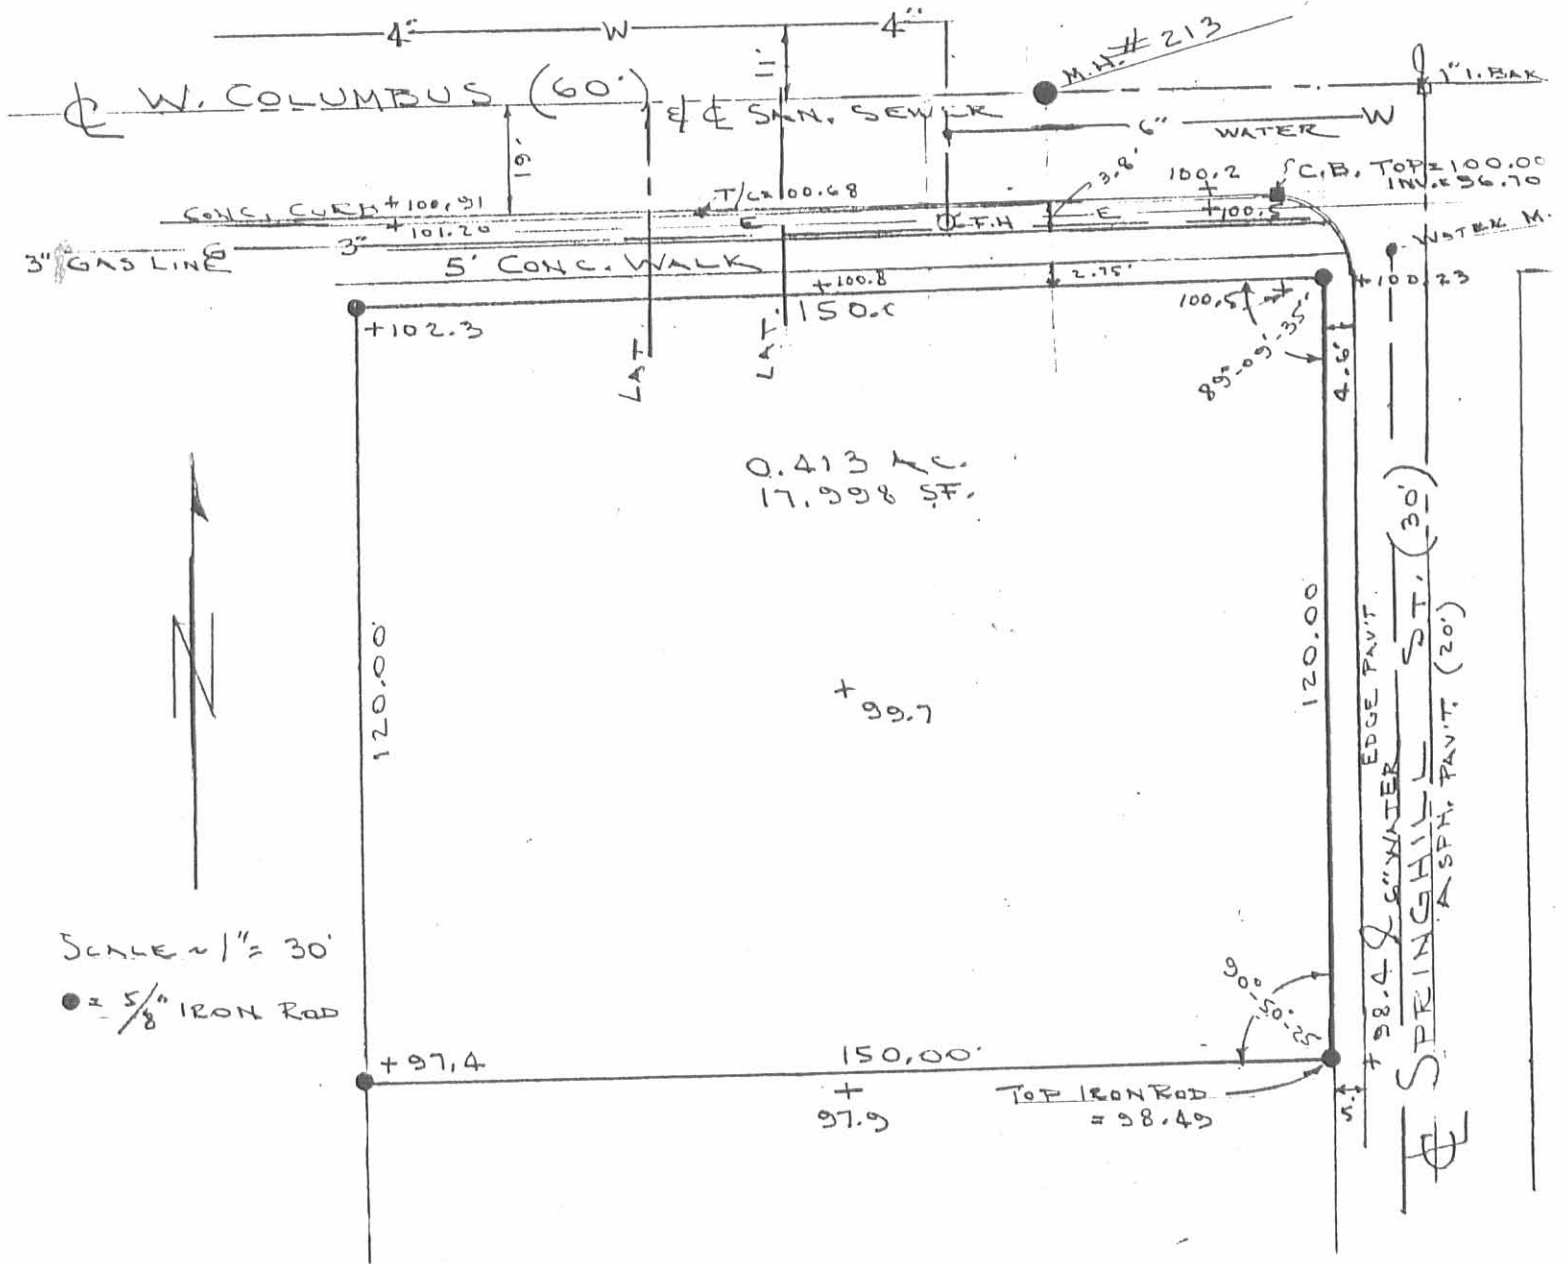 4" W 4"
M.H. # 213
11'
℄ W. COLUMBUS (60') & ℄ SAN. SEWER
1" I. BAR
6" WATER W
19'
3.8'
100.2
C.B. TOP = 100.00
INV. = 96.70
CONC. CURB + 100.91
T/C = 100.68
+ 101.20
E
F.H
E
+100.5
WATER M.
3" GAS LINE G 3"
5' CONC. WALK
2.75'
+100.8
100.5 +
+ 100.23
+102.3
150.0
LAT
LAT
89°-09'-35"
4.6'
0.413 AC.
17,998 S.F.
N
120.00'
+
99.7
120.00
EDGE PAV'T.
6" WATER
℄ SPRINGHILL ST. (30')
ASPH. PAV'T. (20')
SCALE ~ 1" = 30'
● = 5/8" IRON ROD
90°-50'-25
+ 98.48
+97.4
150.00'
+
97.9
TOP IRON ROD
= 98.49
5.